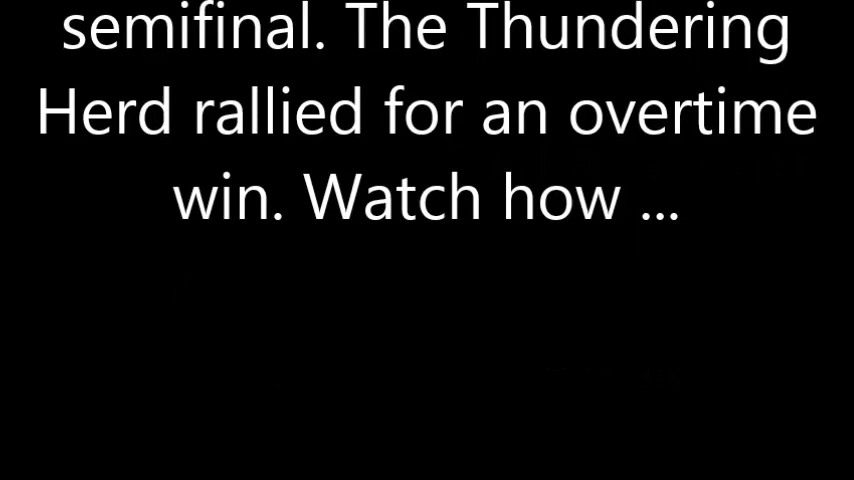 semifinal. The Thundering
Herd rallied for an overtime
win. Watch how ...